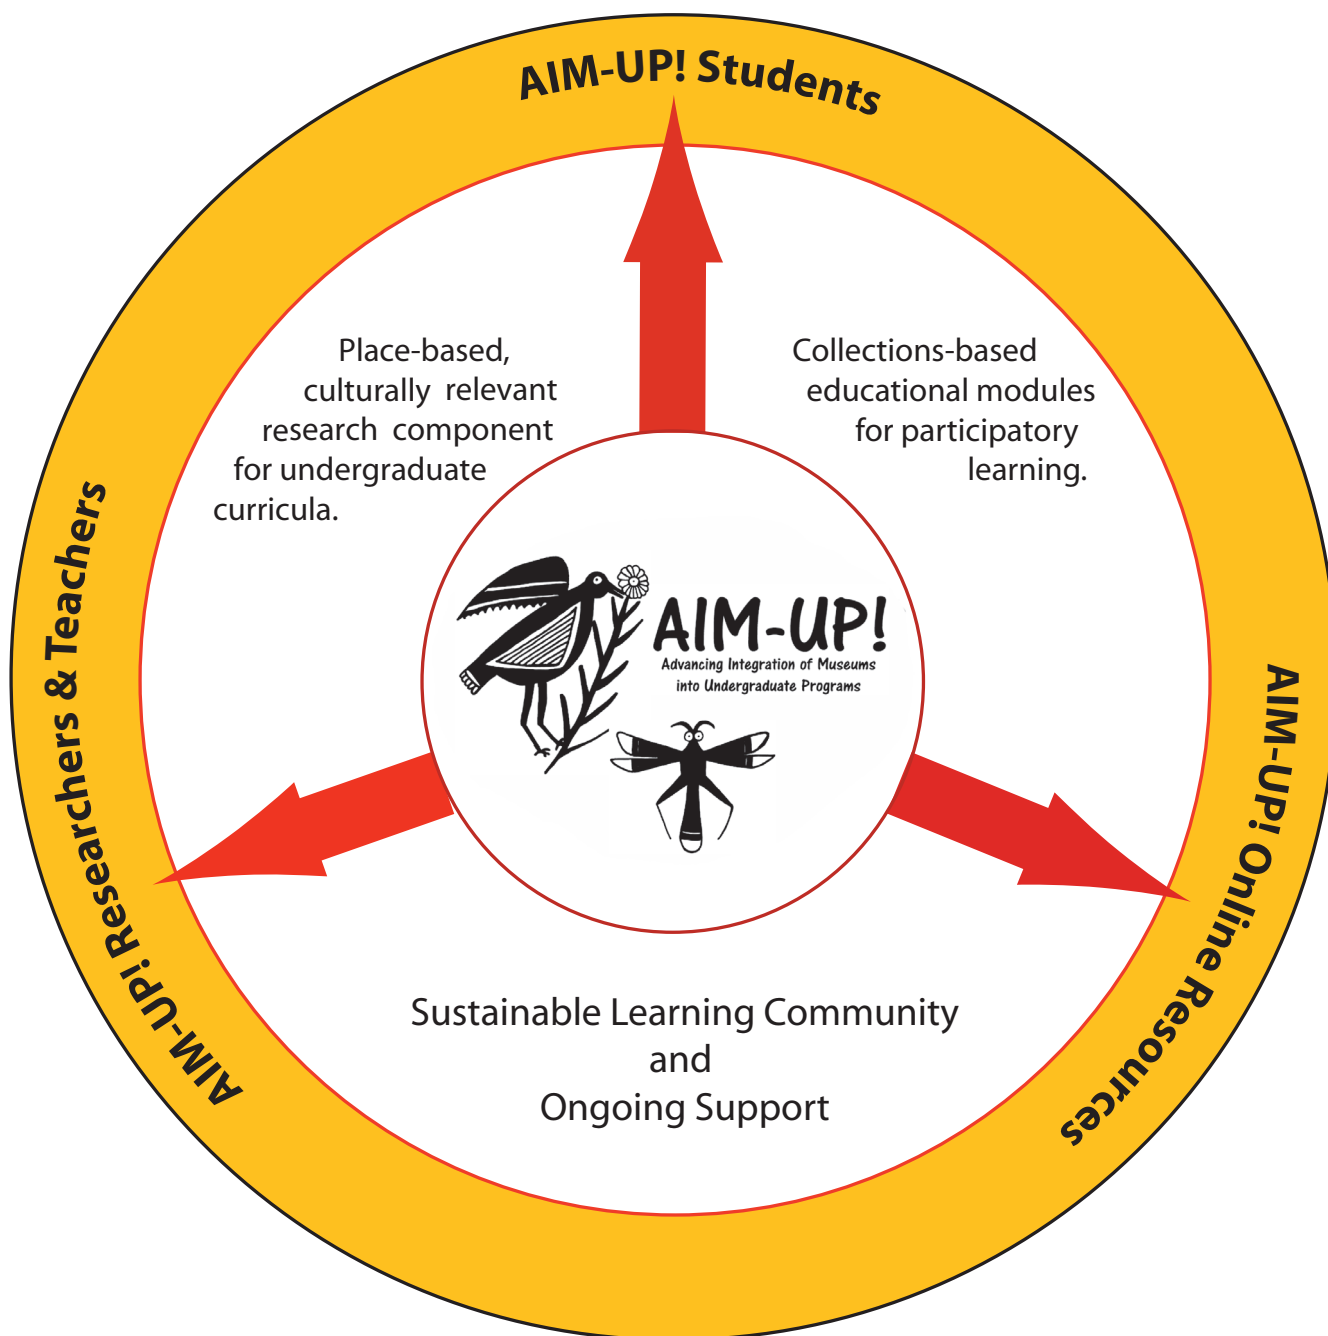 AIM-UP! Students
Place-based,
culturally relevant
research component
for undergraduate
curricula.
Collections-based
educational modules
for participatory
learning.
AIM-UP! Researchers & Teachers
AIM-UP!
Advancing Integration of Museums
into Undergraduate Programs
AIM-UP! Online Resources
Sustainable Learning Community
and
Ongoing Support